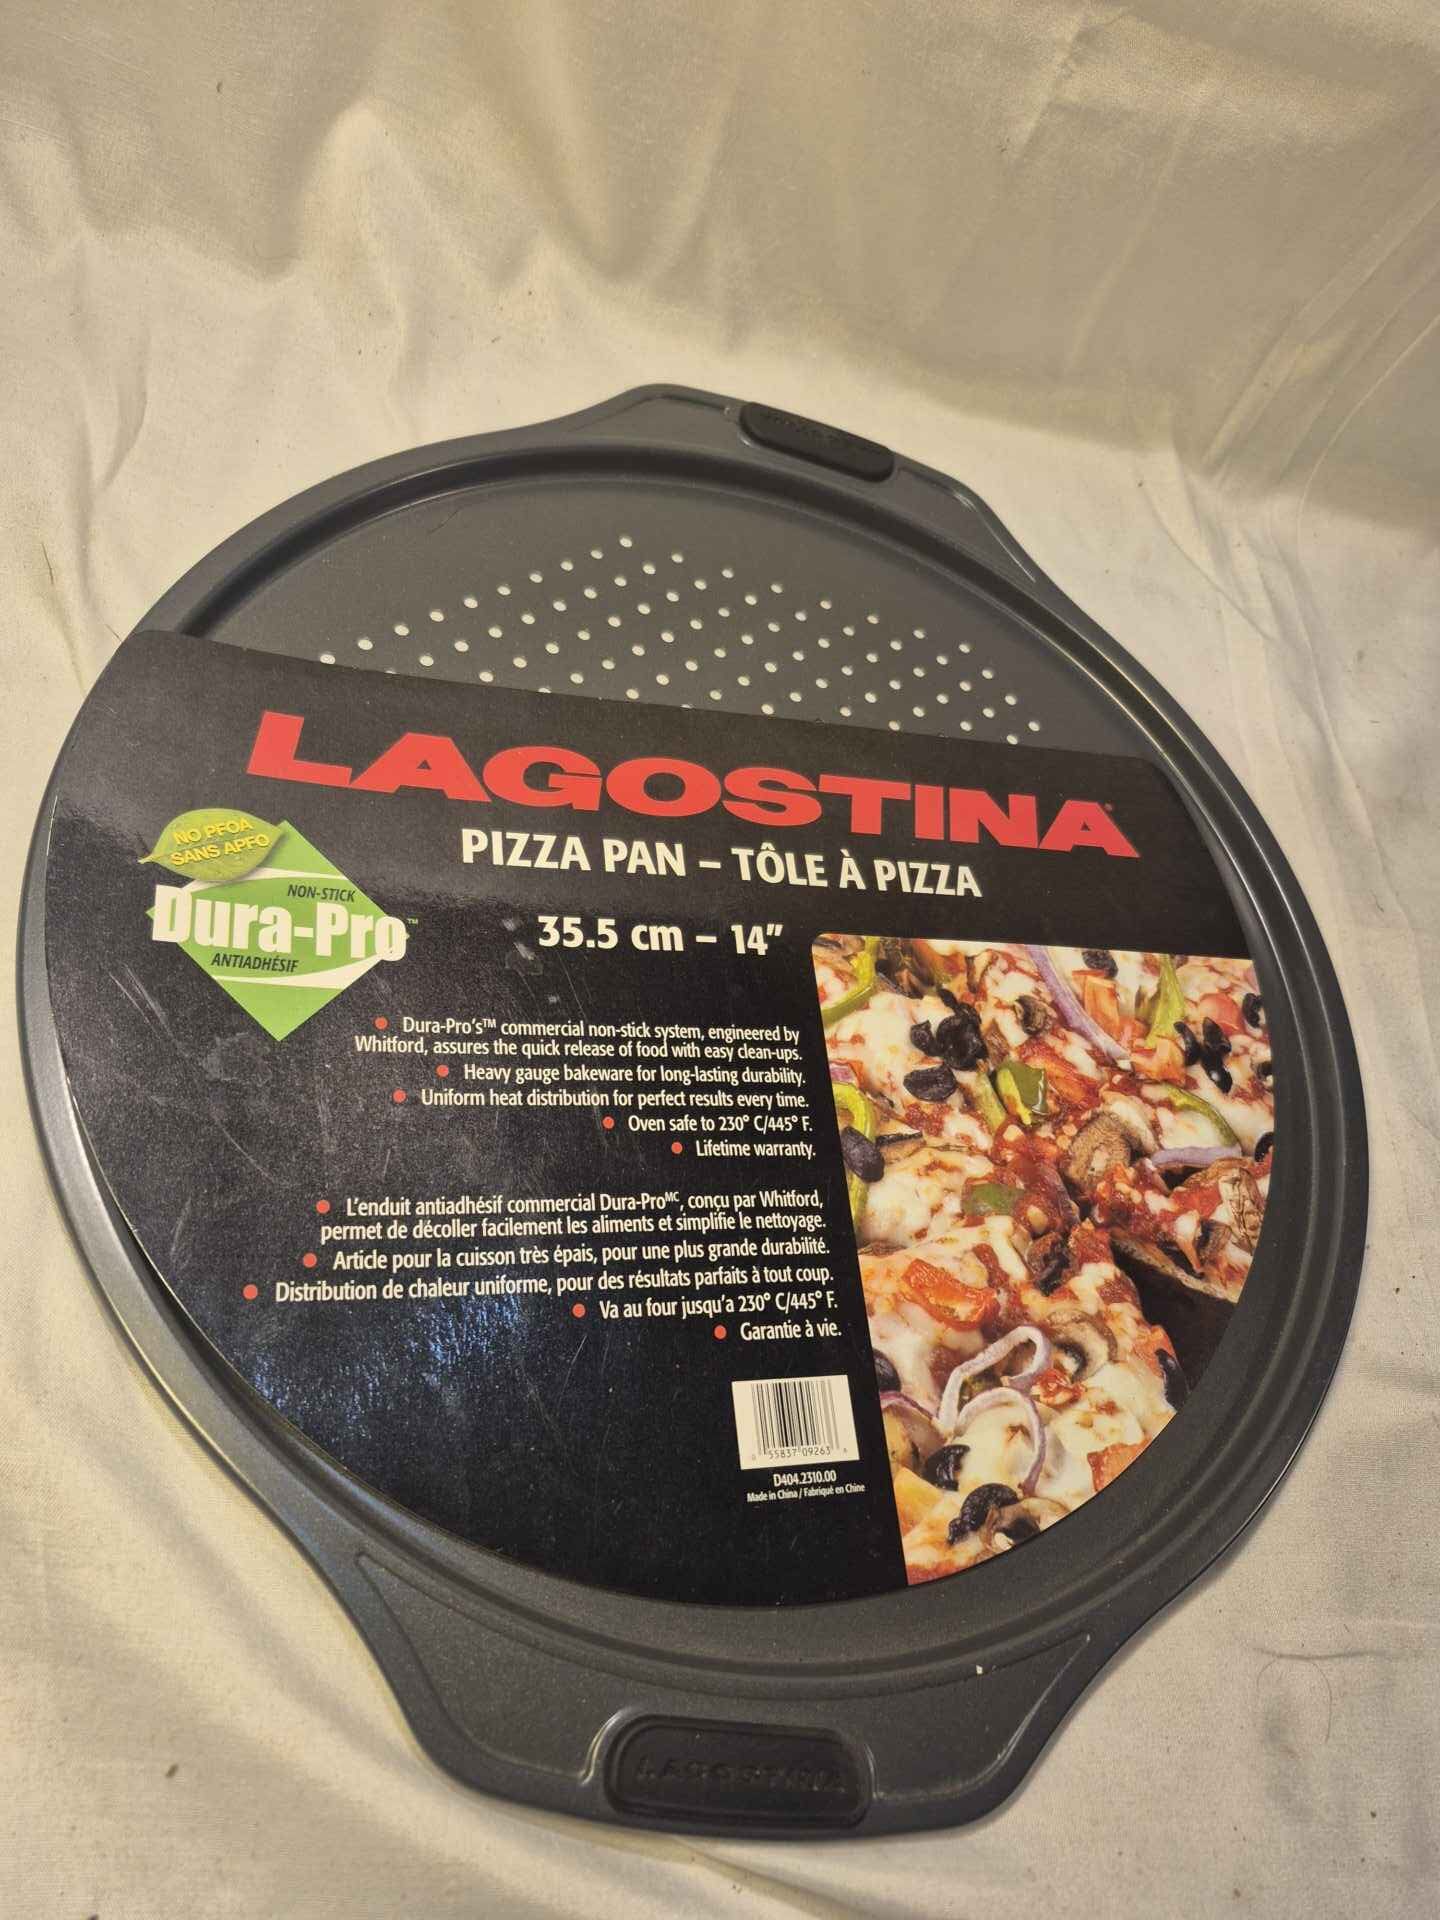 LAGOSTINA
PIZZA PAN – TÔLE À PIZZA
35.5 cm – 14"
NO PFOA
SANS APFO
NON-STICK
Dura-Pro™
ANTIADHÉSIF
• Dura-Pro's™ commercial non-stick system, engineered by
Whitford, assures the quick release of food with easy clean-ups.
• Heavy gauge bakeware for long-lasting durability.
• Uniform heat distribution for perfect results every time.
• Oven safe to 230° C/445° F.
• Lifetime warranty.
• L'enduit antiadhésif commercial Dura-Proᴹᶜ, conçu par Whitford,
permet de décoller facilement les aliments et simplifie le nettoyage.
• Article pour la cuisson très épais, pour une plus grande durabilité.
• Distribution de chaleur uniforme, pour des résultats parfaits à tout coup.
• Va au four jusqu'a 230° C/445° F.
• Garantie à vie.
0 55837 09263 6
D404.2310.00
Made in China / Fabriqué en Chine
LAGOSTINA